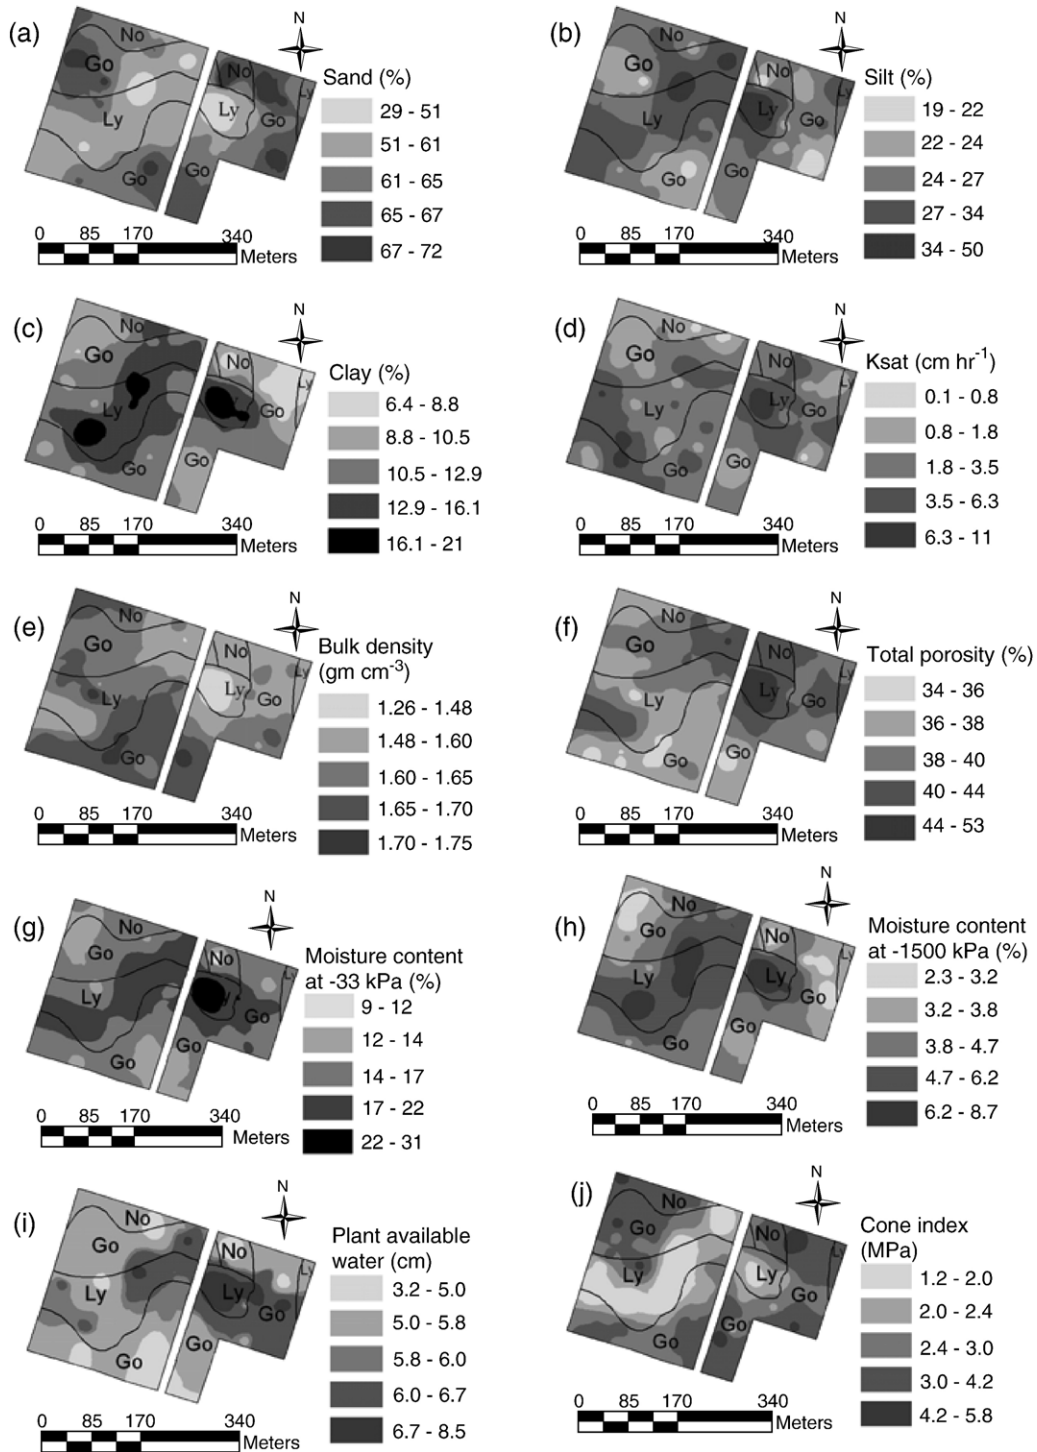 (a)
No
Go
Ly
Go
No
Ly
Go
Go
Ly
N
Sand (%)
29 - 51
51 - 61
61 - 65
65 - 67
67 - 72
0 85 170 340
Meters
(b)
No
Go
Ly
Go
No
Ly
Go
Go
Ly
N
Silt (%)
19 - 22
22 - 24
24 - 27
27 - 34
34 - 50
0 85 170 340
Meters
(c)
No
Go
Ly
Go
No
Go
Go
Ly
N
Clay (%)
6.4 - 8.8
8.8 - 10.5
10.5 - 12.9
12.9 - 16.1
16.1 - 21
0 85 170 340
Meters
(d)
No
Go
Ly
Go
No
Ly
Go
Go
Ly
N
Ksat (cm hr-1)
0.1 - 0.8
0.8 - 1.8
1.8 - 3.5
3.5 - 6.3
6.3 - 11
0 85 170 340
Meters
(e)
No
Go
Ly
Go
No
Ly
Go
Ly
N
Bulk density
(gm cm-3)
1.26 - 1.48
1.48 - 1.60
1.60 - 1.65
1.65 - 1.70
1.70 - 1.75
0 85 170 340
Meters
(f)
No
Go
Ly
Go
No
Ly
Go
Go
Ly
N
Total porosity (%)
34 - 36
36 - 38
38 - 40
40 - 44
44 - 53
0 85 170 340
Meters
(g)
No
Go
Ly
Go
No
Go
Go
Ly
N
Moisture content
at -33 kPa (%)
9 - 12
12 - 14
14 - 17
17 - 22
22 - 31
0 85 170 340
Meters
(h)
No
Go
Ly
Go
No
Ly
Go
Go
Ly
N
Moisture content
at -1500 kPa (%)
2.3 - 3.2
3.2 - 3.8
3.8 - 4.7
4.7 - 6.2
6.2 - 8.7
0 85 170 340
Meters
(i)
No
Go
Ly
Go
No
Ly
Go
Go
Ly
N
Plant available
water (cm)
3.2 - 5.0
5.0 - 5.8
5.8 - 6.0
6.0 - 6.7
6.7 - 8.5
0 85 170 340
Meters
(j)
No
Go
Ly
Go
No
Ly
Go
Go
Ly
N
Cone index
(MPa)
1.2 - 2.0
2.0 - 2.4
2.4 - 3.0
3.0 - 4.2
4.2 - 5.8
0 85 170 340
Meters